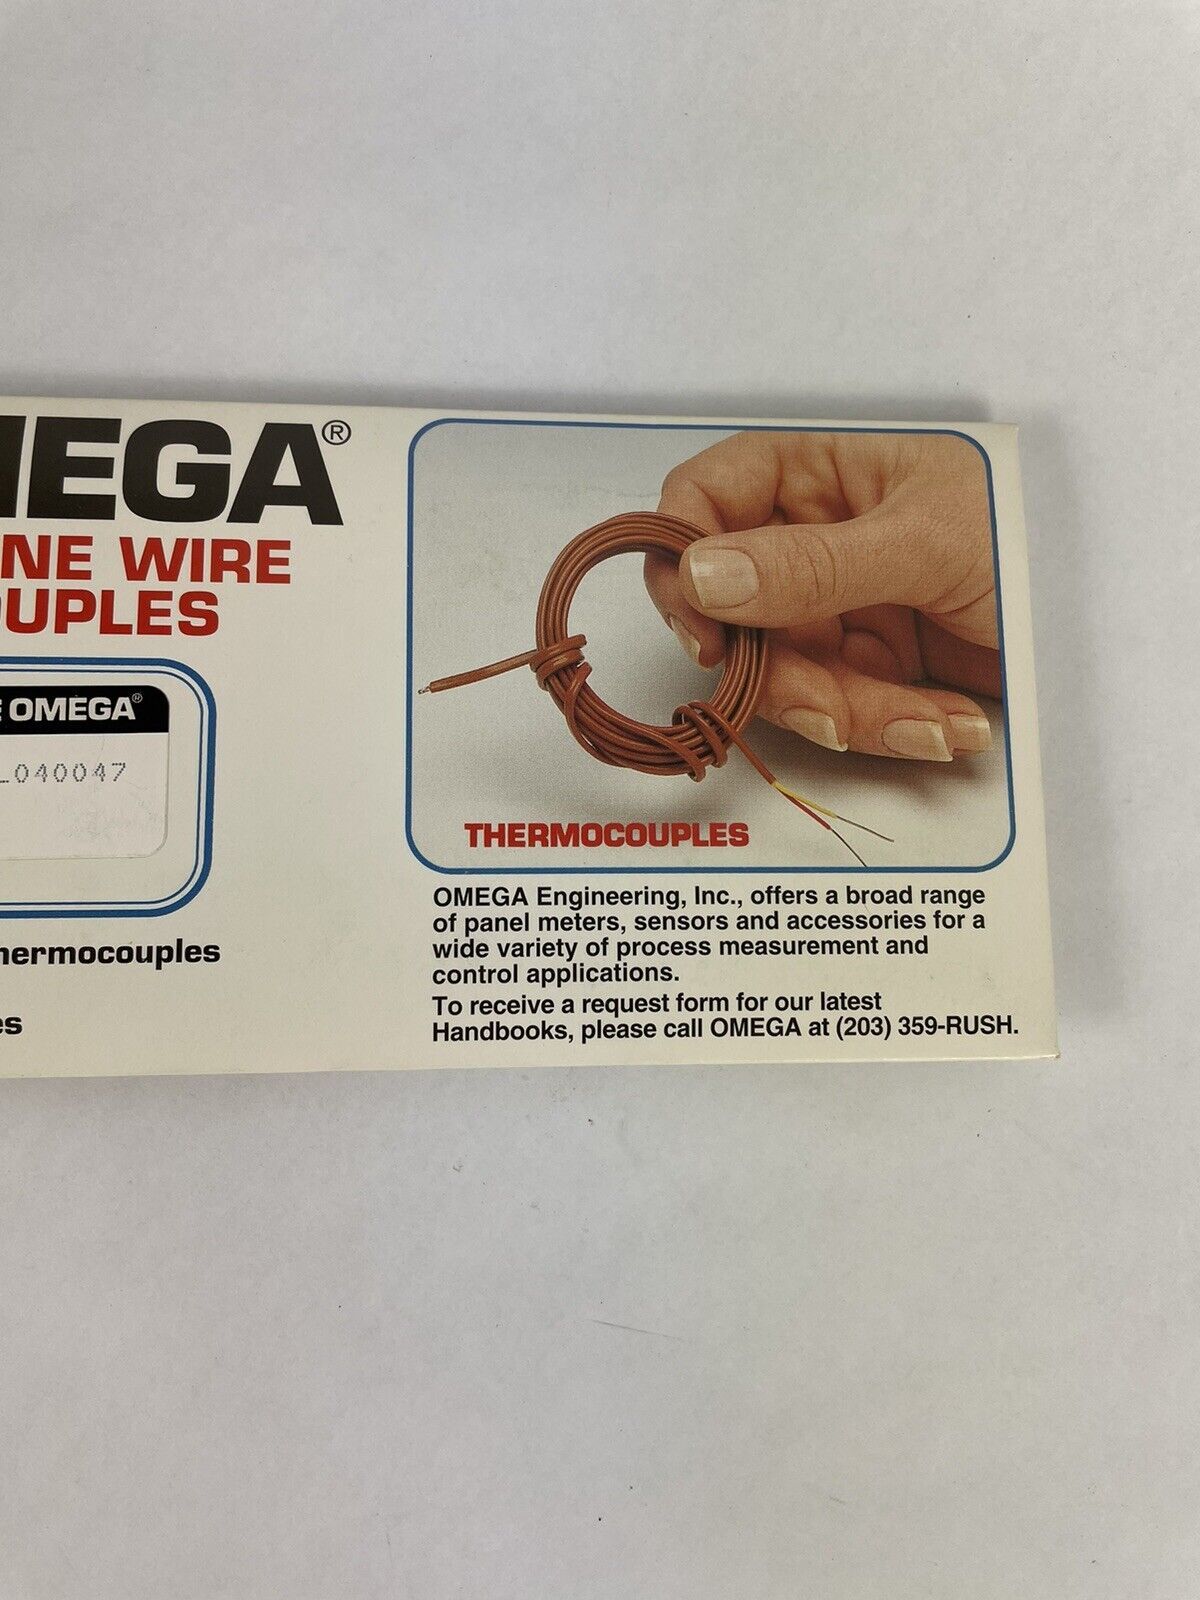 MEGA®
NE WIRE
OUPLES
E OMEGA®
040047
hermocouples
es
THERMOCOUPLES
OMEGA Engineering, Inc., offers a broad range
of panel meters, sensors and accessories for a
wide variety of process measurement and
control applications.
To receive a request form for our latest
Handbooks, please call OMEGA at (203) 359-RUSH.